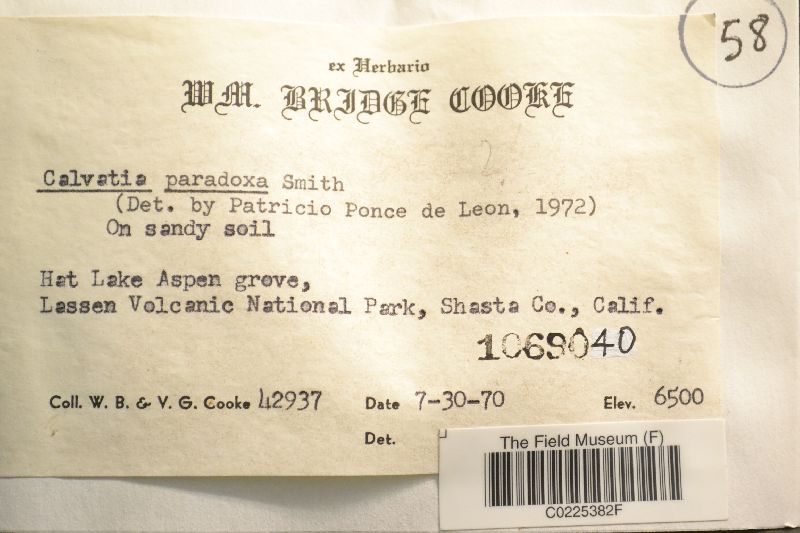 58
ex Herbario
WM. BRIDGE COOKE
2
Calvatia paradoxa Smith
(Det. by Patricio Ponce de Leon, 1972)
On sandy soil
Hat Lake Aspen grove,
Lassen Volcanic National Park, Shasta Co., Calif.
1069040
Coll. W. B. & V. G. Cooke 42937 Date 7-30-70 Elev. 6500
Det.
The Field Museum (F)
C0225382F